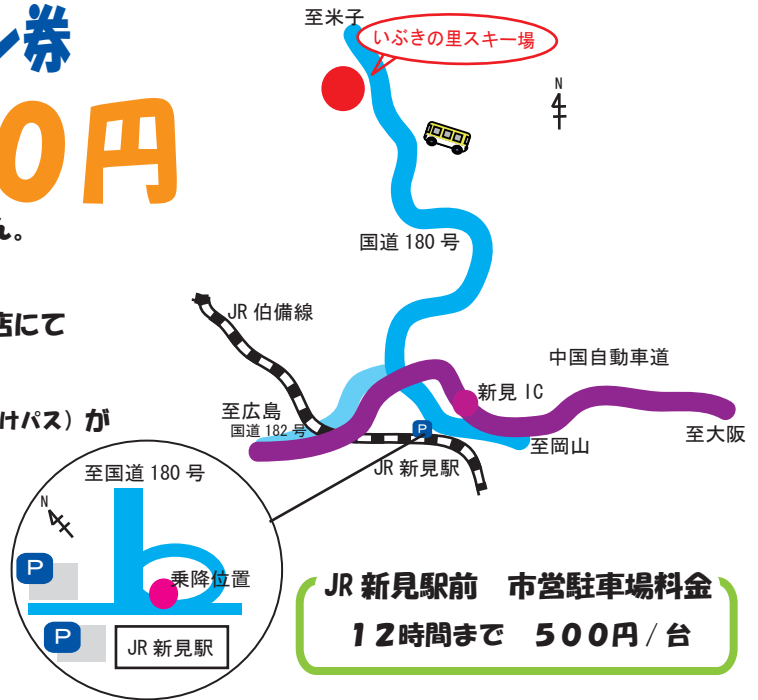 ン券
0円
ん。
店にて
けパス）が
至米子
いぶきの里スキー場
N
国道 180 号
JR 伯備線
中国自動車道
新見 IC
至広島
国道 182 号
P
至岡山
至大阪
JR 新見駅
至国道 180 号
N
P
乗降位置
P
JR 新見駅
JR 新見駅前　市営駐車場料金
１２時間まで　５００円 / 台